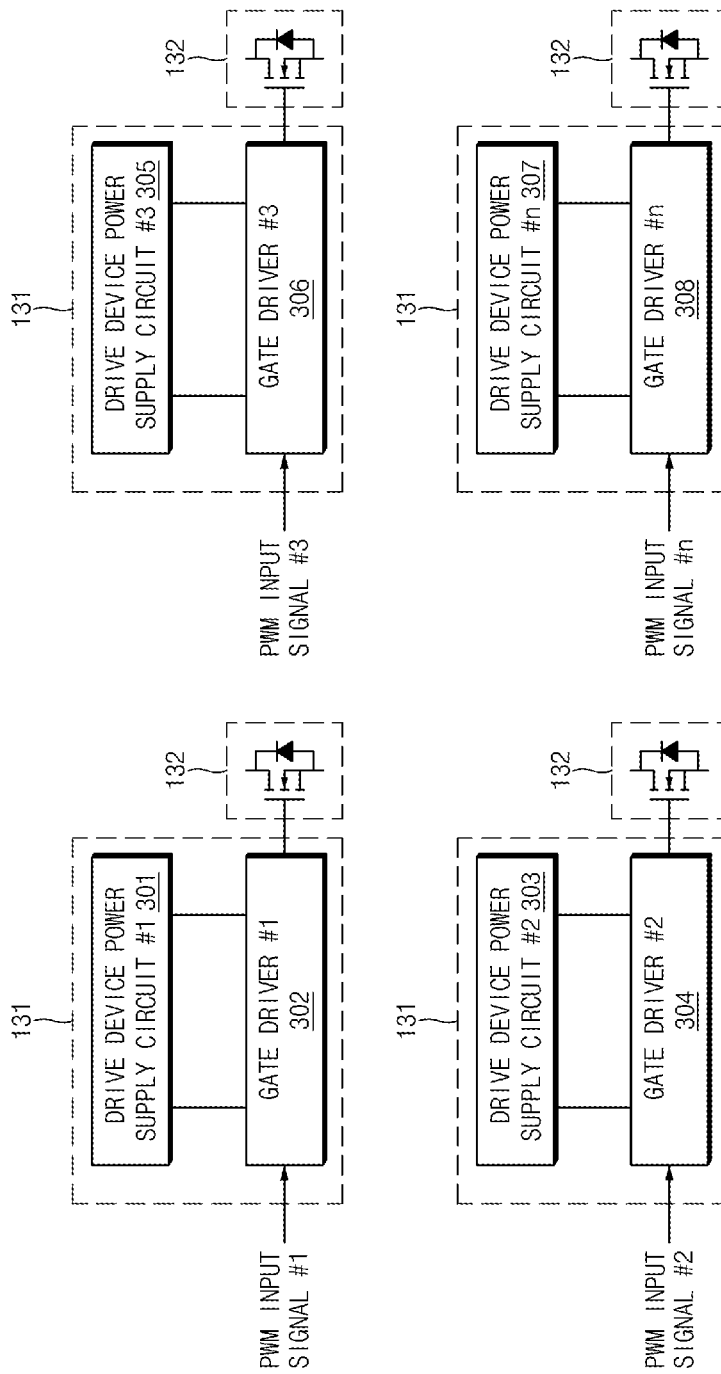 131
DRIVE DEVICE POWER
SUPPLY CIRCUIT #1 301
132
PWM INPUT
SIGNAL #1
GATE DRIVER #1
302
131
DRIVE DEVICE POWER
SUPPLY CIRCUIT #3 305
132
PWM INPUT
SIGNAL #3
GATE DRIVER #3
306
131
DRIVE DEVICE POWER
SUPPLY CIRCUIT #2 303
132
PWM INPUT
SIGNAL #2
GATE DRIVER #2
304
131
DRIVE DEVICE POWER
SUPPLY CIRCUIT #n 307
132
PWM INPUT
SIGNAL #n
GATE DRIVER #n
308